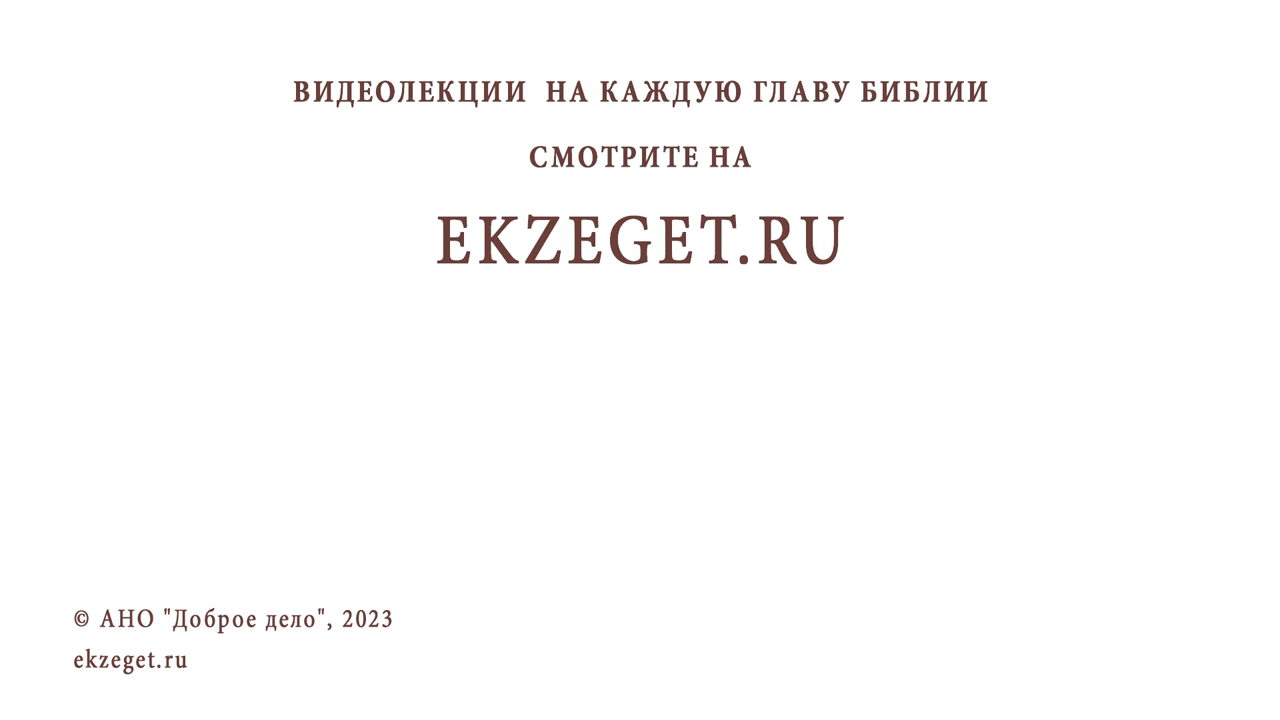 ВИДЕОЛЕКЦИИ НА КАЖДУЮ ГЛАВУ БИБЛИИ
СМОТРИТЕ НА
EKZEGET.RU
© АНО "Доброе дело", 2023
ekzeget.ru